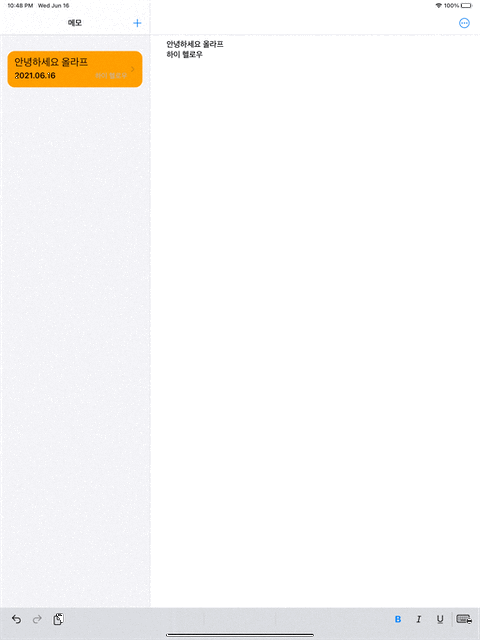 10:48 PM Wed Jun 16
100%
메모
안녕하세요 올라프
2021.06.16
하이 헬로우
안녕하세요 올라프
하이 헬로우
B I U